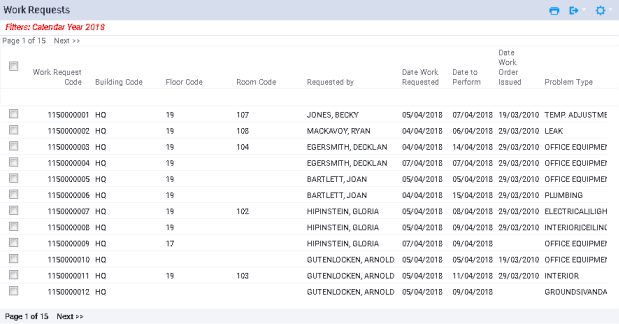 Work Requests
Filters: Calendar Year 2018
Page 1 of 15 Next >>
Work Request Code Building Code Floor Code Room Code Requested by Date Work Requested Date to Perform Date Work Order Issued Problem Type
1150000001 HQ 19 107 JONES, BECKY 05/04/2018 07/04/2018 19/03/2010 TEMP. ADJUSTME
1150000002 HQ 19 108 MACKAVOY, RYAN 04/04/2018 06/04/2018 29/03/2010 LEAK
1150000003 HQ 19 104 EGERSMITH, DECKLAN 04/04/2018 14/04/2018 29/03/2010 OFFICE EQUIPMEN
1150000004 HQ 19 EGERSMITH, DECKLAN 07/04/2018 07/04/2018 29/03/2010 OFFICE EQUIPMEN
1150000005 HQ 19 BARTLETT, JOAN 05/04/2018 05/04/2018 29/03/2010 OFFICE EQUIPMEN
1150000006 HQ 19 BARTLETT, JOAN 04/04/2018 15/04/2018 29/03/2010 PLUMBING
1150000007 HQ 19 102 HIPINSTEIN, GLORIA 05/04/2018 08/04/2018 29/03/2010 ELECTRICAL|LIGH
1150000008 HQ 19 HIPINSTEIN, GLORIA 05/04/2018 09/04/2018 29/03/2010 INTERIOR|CEILING
1150000009 HQ 17 HIPINSTEIN, GLORIA 07/04/2018 09/04/2018 OFFICE EQUIPMEN
1150000010 HQ GUTENLOCKEN, ARNOLD 05/04/2018 05/04/2018 19/03/2010 OFFICE EQUIPMEN
1150000011 HQ 19 103 GUTENLOCKEN, ARNOLD 05/04/2018 11/04/2018 29/03/2010 INTERIOR
1150000012 HQ GUTENLOCKEN, ARNOLD 05/04/2018 09/04/2018 GROUNDS|VANDA
Page 1 of 15 Next >>